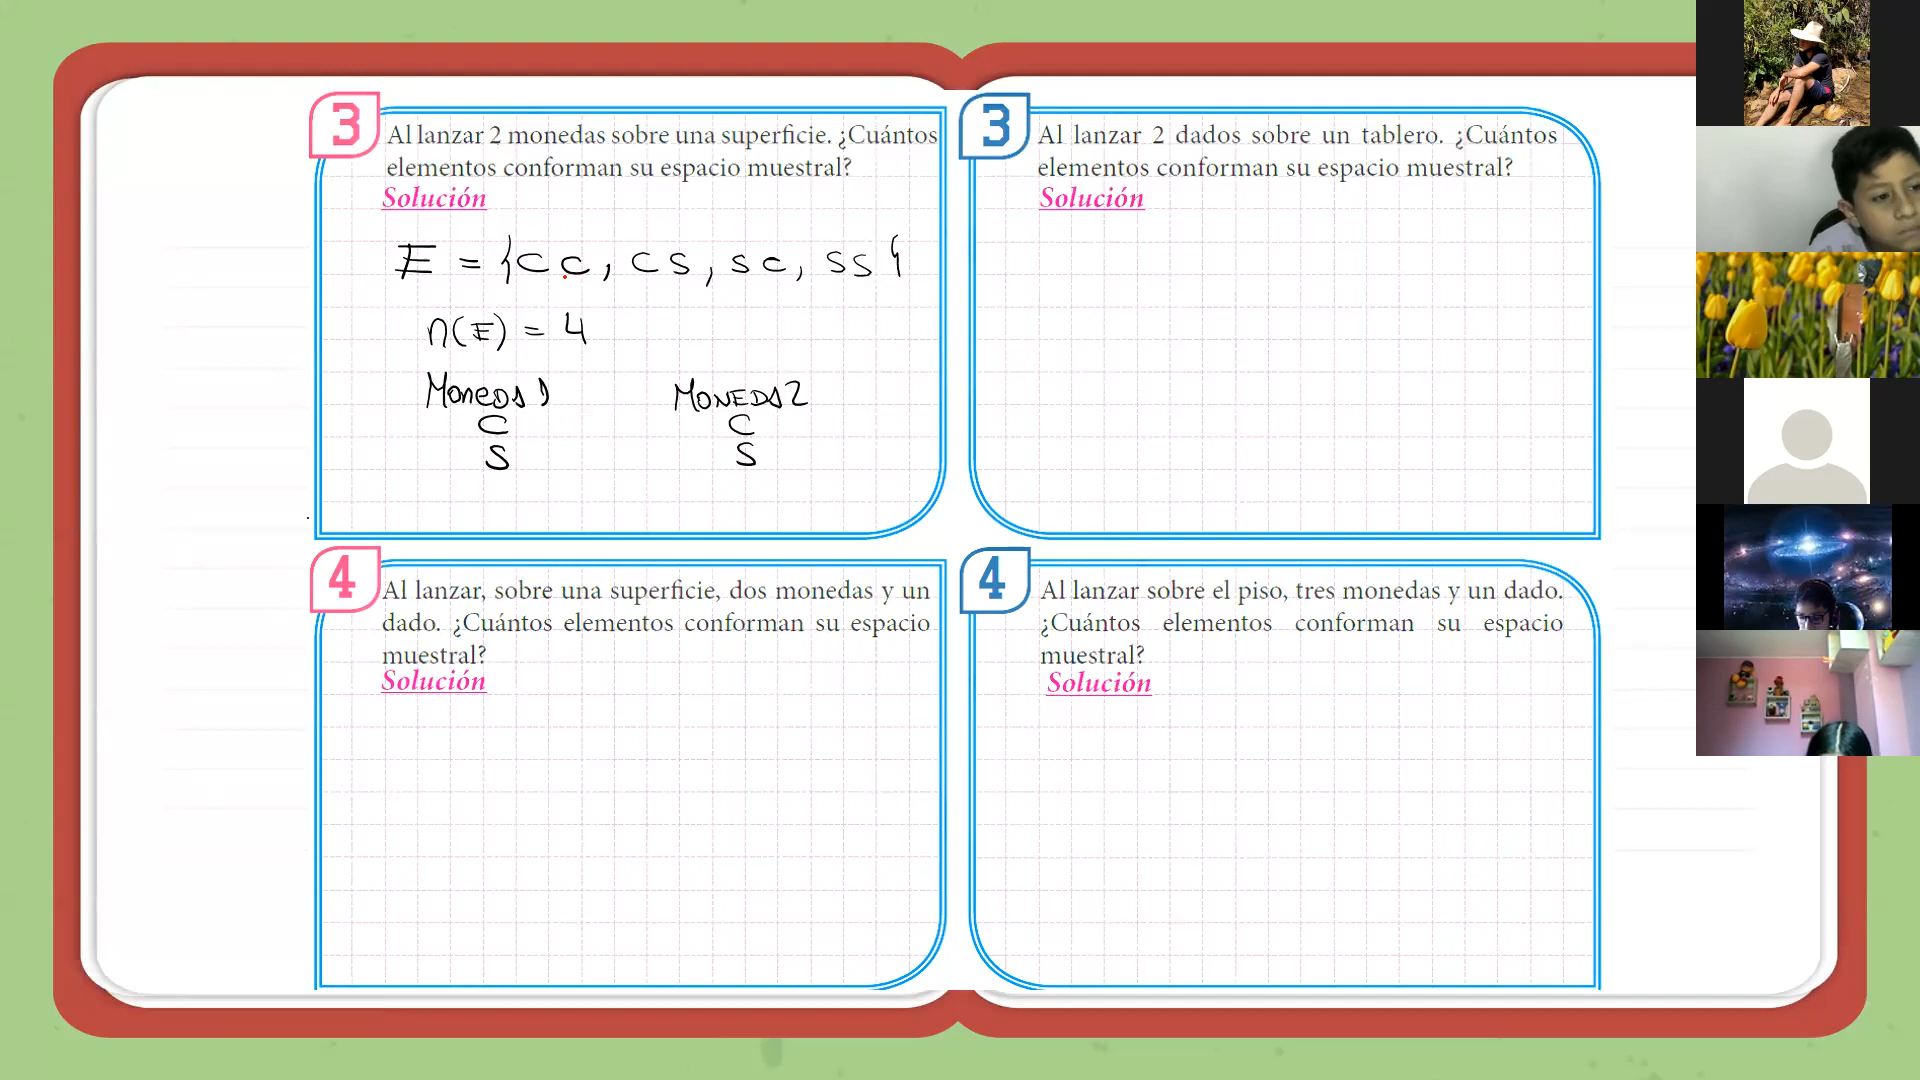 3
Al lanzar 2 monedas sobre una superficie. ¿Cuántos
elementos conforman su espacio muestral?
Solución
E = {CC, CS, SC, SS}
n(E) = 4
Moneda 1 MONEDA 2
C C
S S
3
Al lanzar 2 dados sobre un tablero. ¿Cuántos
elementos conforman su espacio muestral?
Solución
4
Al lanzar, sobre una superficie, dos monedas y un
dado. ¿Cuántos elementos conforman su espacio
muestral?
Solución
4
Al lanzar sobre el piso, tres monedas y un dado.
¿Cuántos elementos conforman su espacio
muestral?
Solución